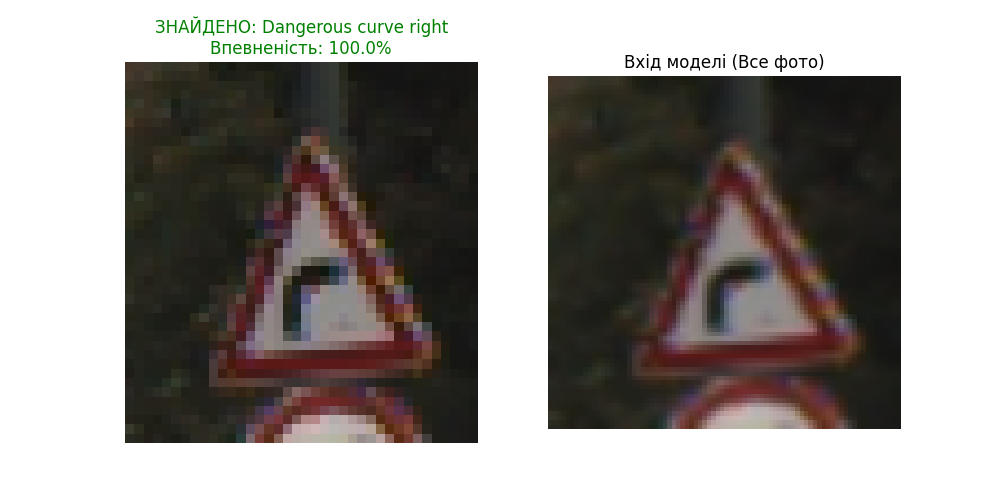 ЗНАЙДЕНО: Dangerous curve right
Впевненість: 100.0%
Вхід моделі (Все фото)